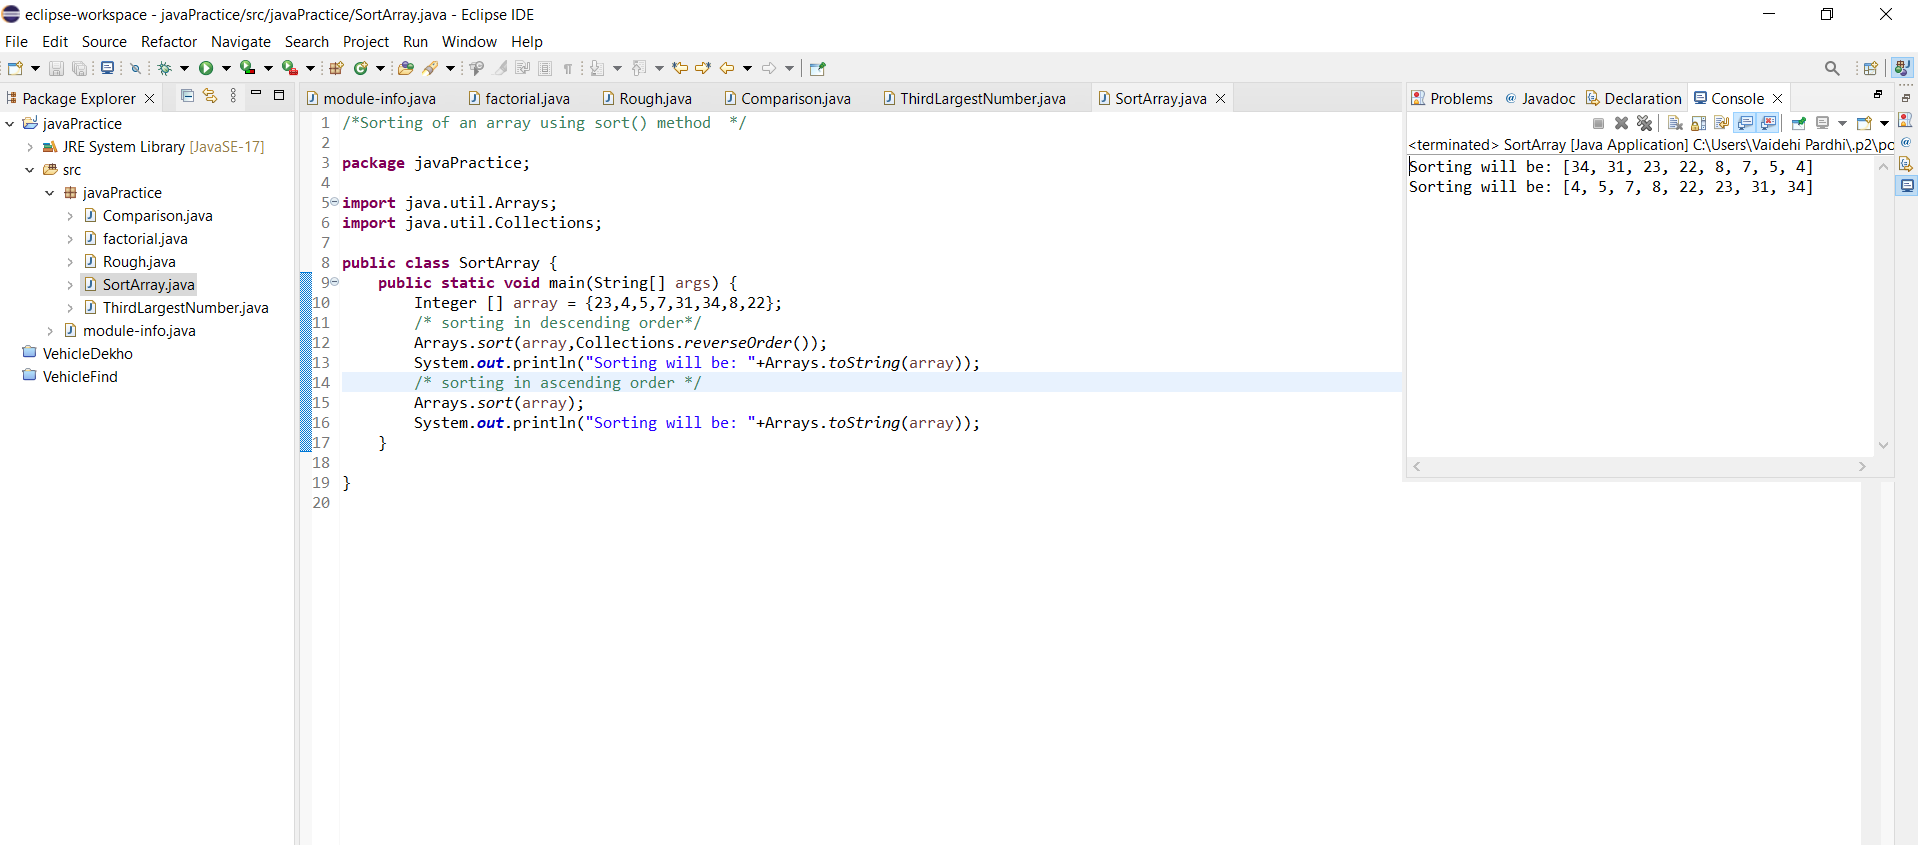 eclipse-workspace - javaPractice/src/javaPractice/SortArray.java - Eclipse IDE
File Edit Source Refactor Navigate Search Project Run Window Help
Package Explorer
javaPractice
JRE System Library [JavaSE-17]
src
javaPractice
Comparison.java
factorial.java
Rough.java
SortArray.java
ThirdLargestNumber.java
module-info.java
VehicleDekho
VehicleFind
module-info.java factorial.java Rough.java Comparison.java ThirdLargestNumber.java SortArray.java
1 /*Sorting of an array using sort() method  */
2
3 package javaPractice;
4
5 import java.util.Arrays;
6 import java.util.Collections;
7
8 public class SortArray {
9     public static void main(String[] args) {
10         Integer [] array = {23,4,5,7,31,34,8,22};
11         /* sorting in descending order*/
12         Arrays.sort(array,Collections.reverseOrder());
13         System.out.println("Sorting will be: "+Arrays.toString(array));
14         /* sorting in ascending order */
15         Arrays.sort(array);
16         System.out.println("Sorting will be: "+Arrays.toString(array));
17     }
18
19 }
20
Problems @ Javadoc Declaration Console
<terminated> SortArray [Java Application] C:\Users\Vaidehi Pardhi\.p2\po
Sorting will be: [34, 31, 23, 22, 8, 7, 5, 4]
Sorting will be: [4, 5, 7, 8, 22, 23, 31, 34]